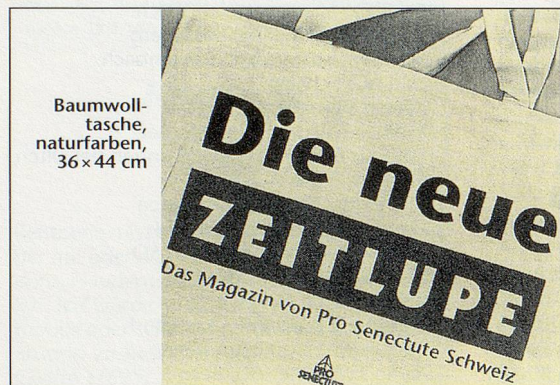 Baumwoll-
tasche,
naturfarben,
36×44 cm
Die neue
ZEITLUPE
Das Magazin von Pro Senectute Schweiz
PRO
SENECTUTE